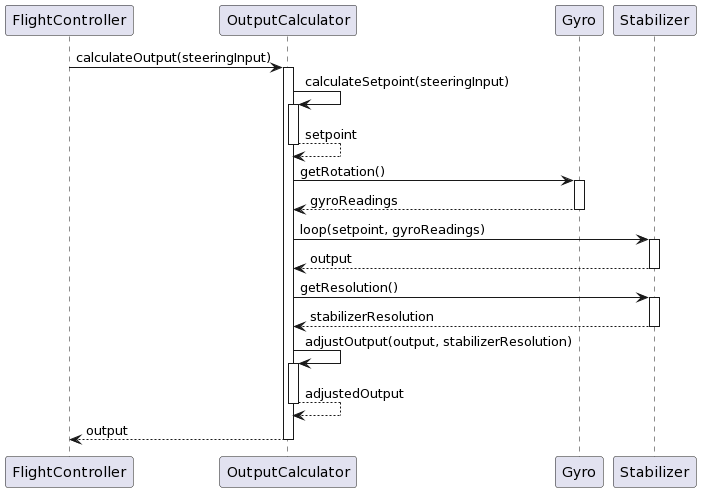 FlightController OutputCalculator Gyro Stabilizer
calculateOutput(steeringInput)
calculateSetpoint(steeringInput)
setpoint
getRotation()
gyroReadings
loop(setpoint, gyroReadings)
output
getResolution()
stabilizerResolution
adjustOutput(output, stabilizerResolution)
adjustedOutput
output
FlightController OutputCalculator Gyro Stabilizer